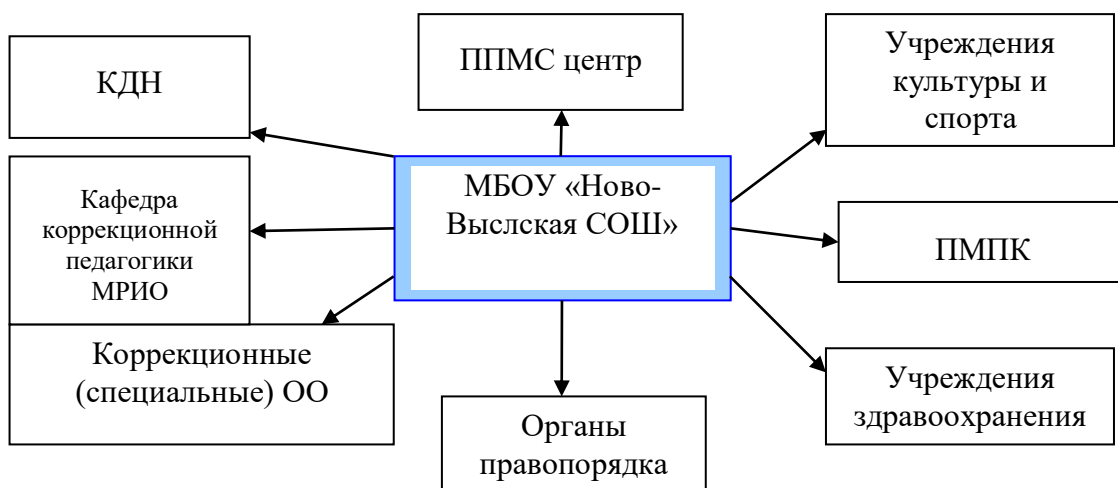 КДН
ППМС центр
Учреждения
культуры и
спорта
Кафедра
коррекционной
педагогики
МРИО
МБОУ «Ново-
Выслская СОШ»
ПМПК
Коррекционные
(специальные) ОО
Органы
правопорядка
Учреждения
здравоохранения